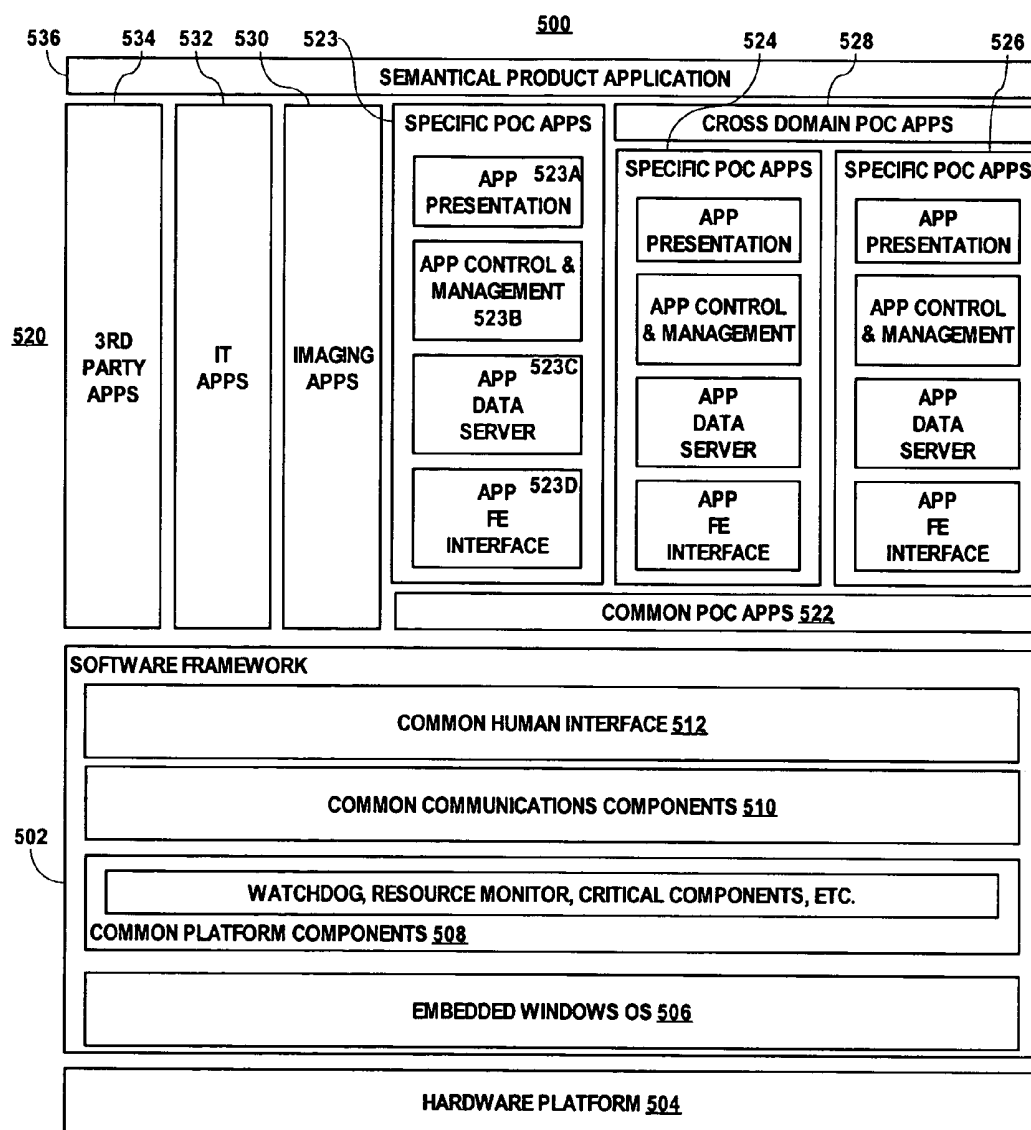 500
536
534
532
530
523
524
528
526
SEMANTICAL PRODUCT APPLICATION
520
3RD
PARTY
APPS
IT
APPS
IMAGING
APPS
SPECIFIC POC APPS
APP 523A
PRESENTATION
APP CONTROL &
MANAGEMENT
523B
APP 523C
DATA
SERVER
APP 523D
FE
INTERFACE
CROSS DOMAIN POC APPS
SPECIFIC POC APPS
APP
PRESENTATION
APP CONTROL
& MANAGEMENT
APP
DATA
SERVER
APP
FE
INTERFACE
SPECIFIC POC APPS
APP
PRESENTATION
APP CONTROL
& MANAGEMENT
APP
DATA
SERVER
APP
FE
INTERFACE
COMMON POC APPS 522
502
SOFTWARE FRAMEWORK
COMMON HUMAN INTERFACE 512
COMMON COMMUNICATIONS COMPONENTS 510
WATCHDOG, RESOURCE MONITOR, CRITICAL COMPONENTS, ETC.
COMMON PLATFORM COMPONENTS 508
EMBEDDED WINDOWS OS 506
HARDWARE PLATFORM 504